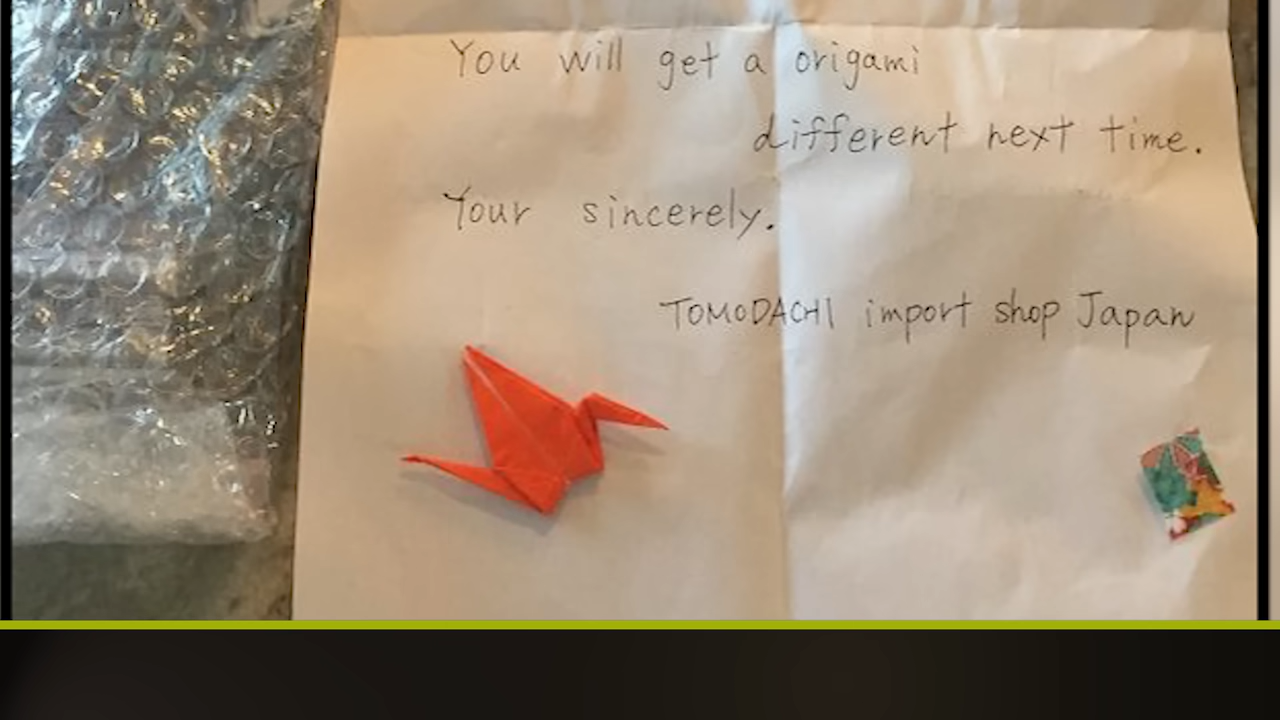 You will get a origami
different next time.
Your sincerely.
TOMODACHI import shop Japan